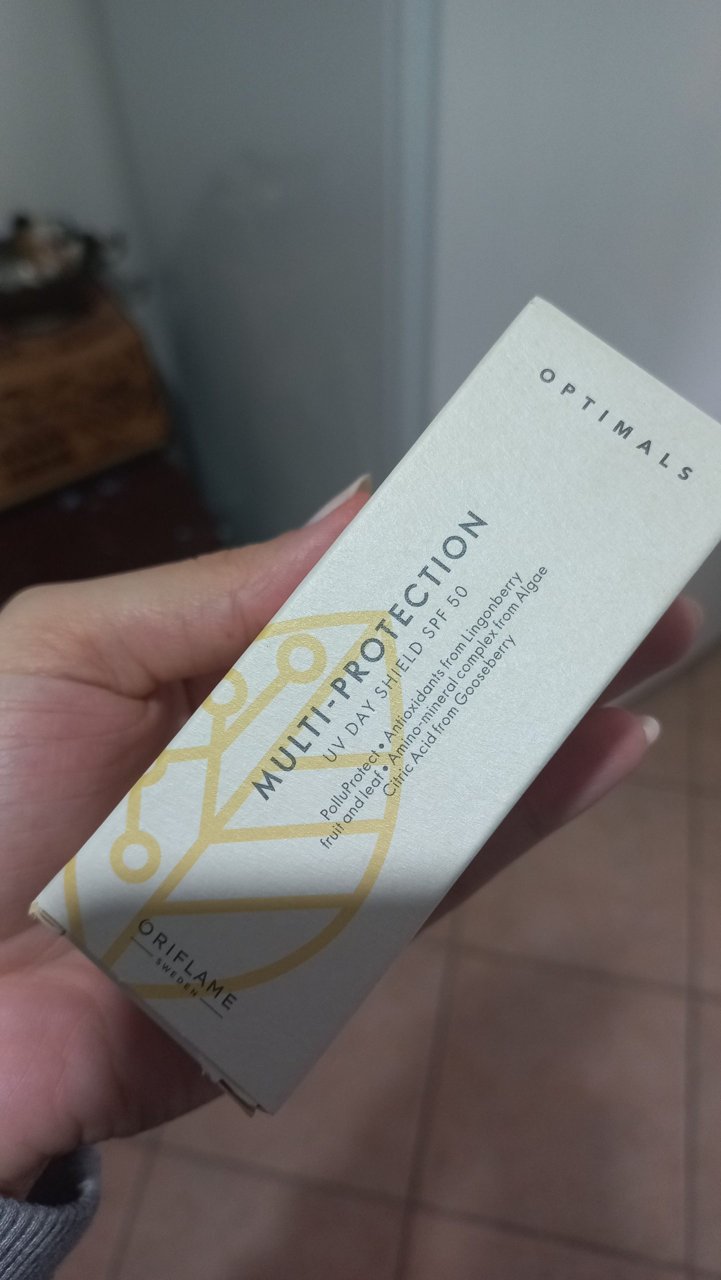 OPTIMALS
MULTI-PROTECTION
UV DAY SHIELD SPF 50
PolluProtect • Antioxidants from Lingonberry
fruit and leaf • Amino-mineral complex from Algae
Citric Acid from Gooseberry
ORIFLAME
SWEDEN